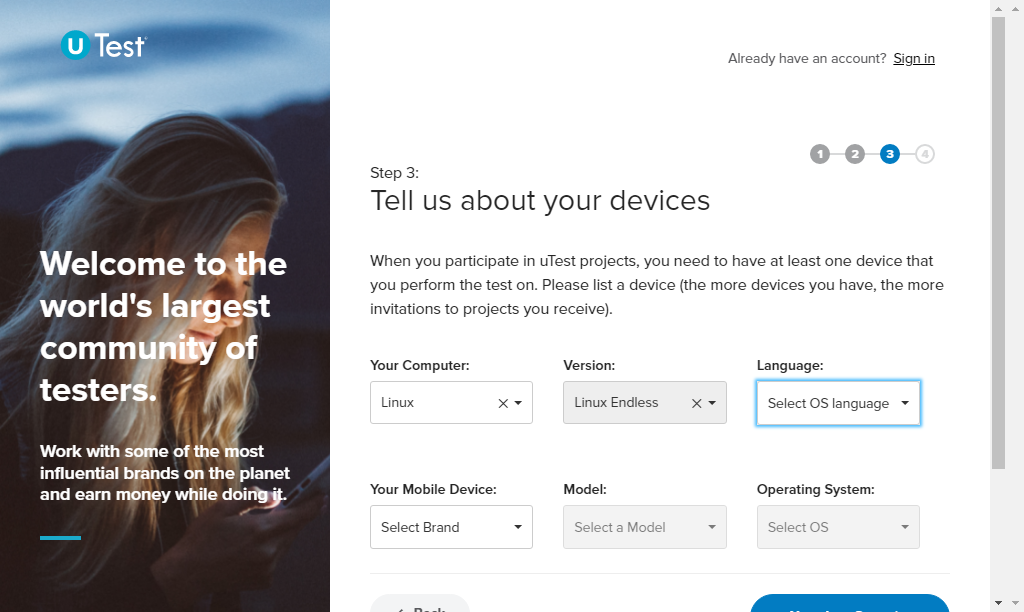 U Test
Already have an account? Sign in
1 2 3 4
Step 3:
Tell us about your devices
Welcome to the
world's largest
community of
testers.
Work with some of the most
influential brands on the planet
and earn money while doing it.
When you participate in uTest projects, you need to have at least one device that
you perform the test on. Please list a device (the more devices you have, the more
invitations to projects you receive).
Your Computer: Version: Language:
Linux Linux Endless Select OS language
Your Mobile Device: Model: Operating System:
Select Brand Select a Model Select OS
Back